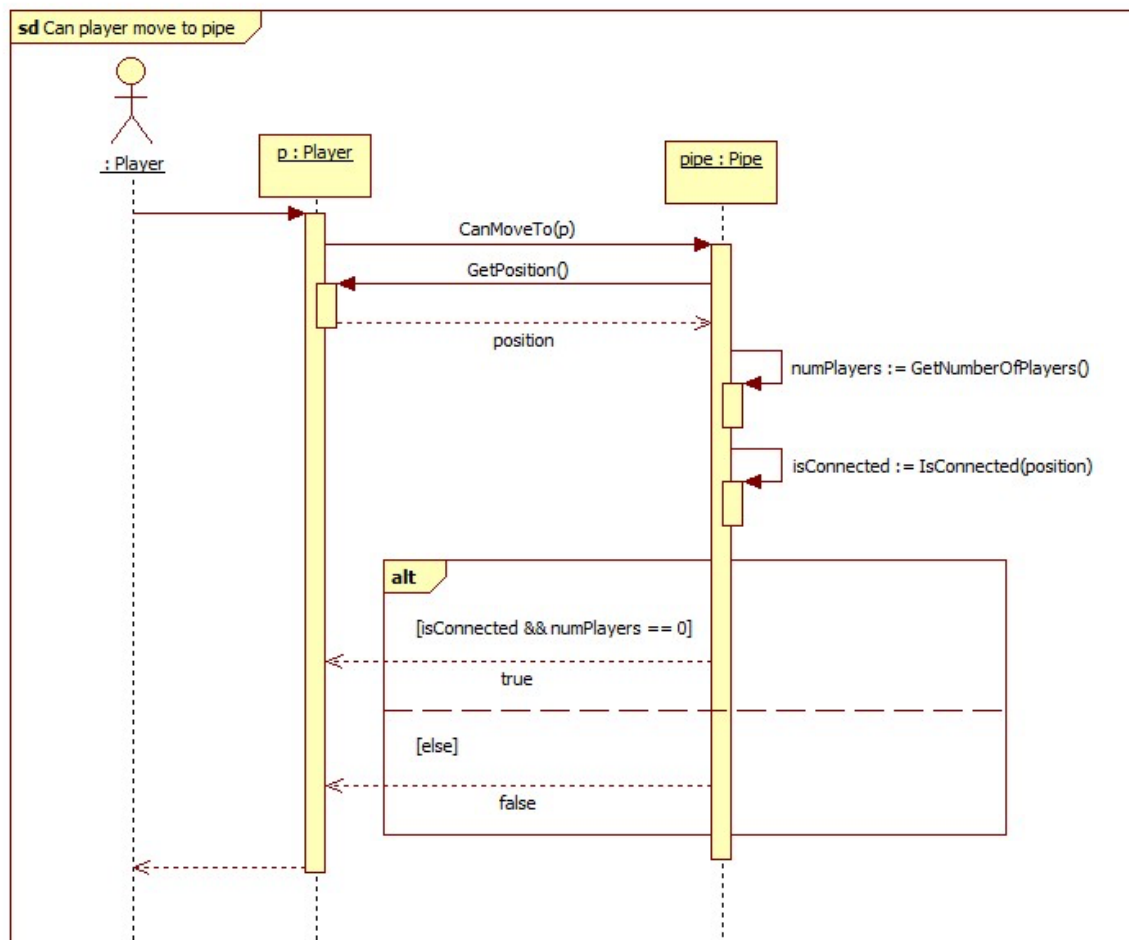 sd Can player move to pipe
: Player
p : Player
pipe : Pipe
CanMoveTo(p)
GetPosition()
position
numPlayers := GetNumberOfPlayers()
isConnected := IsConnected(position)
alt
[isConnected && numPlayers == 0]
true
[else]
false